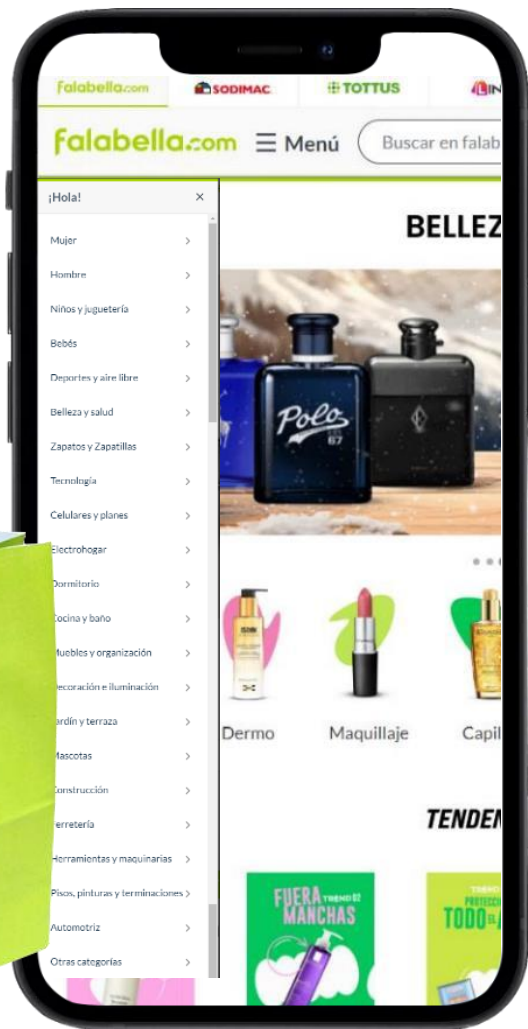 falabella.com
SODIMAC
TOTTUS
falabella.com
Menú
Buscar en falab
¡Hola!
Mujer
Hombre
Niños y juguetería
Bebés
Deportes y aire libre
Belleza y salud
Zapatos y Zapatillas
Tecnología
Celulares y planes
Electrohogar
Dormitorio
Cocina y baño
Muebles y organización
Decoración e iluminación
Jardín y terraza
Mascotas
Construcción
Ferretería
Herramientas y maquinarias
Pisos, pinturas y terminaciones
Automotriz
Otras categorías
BELLEZ
Polo
67
Dermo
Maquillaje
Capil
TENDEN
FUERA TREND 02
MANCHAS
TODO